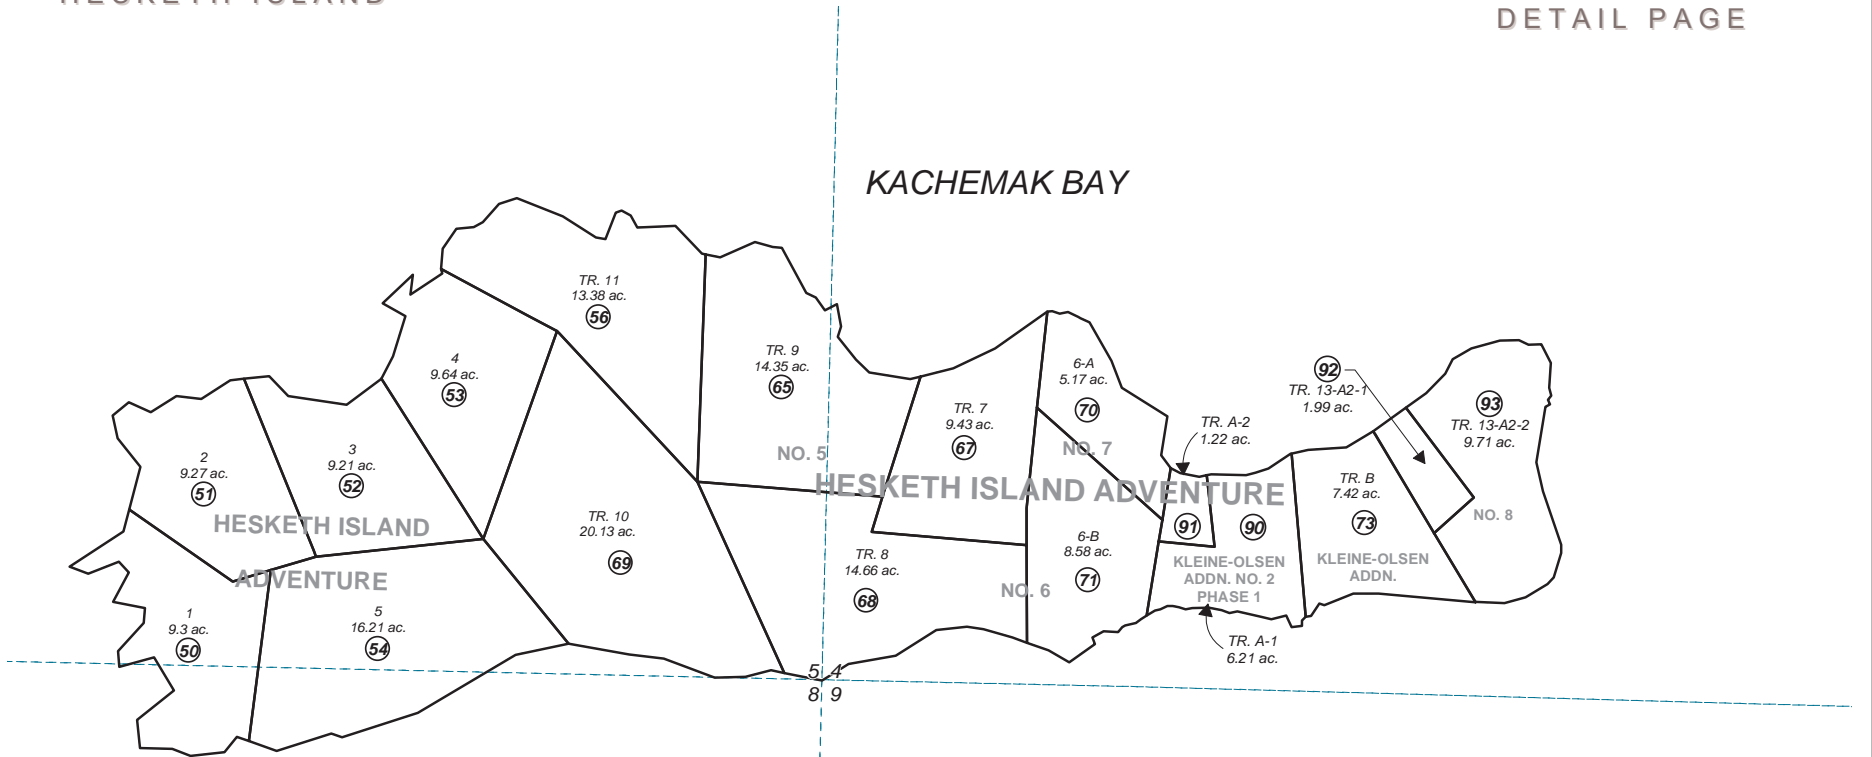 HESKETH ISLAND
DETAIL PAGE
KACHEMAK BAY
TR. 11
13.38 ac.
56
TR. 9
14.35 ac.
65
4
9.64 ac.
53
6-A
5.17 ac.
70
92
TR. 13-A2-1
1.99 ac.
93
TR. 13-A2-2
9.71 ac.
TR. 7
9.43 ac.
67
TR. A-2
1.22 ac.
NO. 5
NO. 7
2
9.27 ac.
51
3
9.21 ac.
52
HESKETH ISLAND ADVENTURE
TR. B
7.42 ac.
73
NO. 8
HESKETH ISLAND
ADVENTURE
TR. 10
20.13 ac.
69
91
90
6-B
8.58 ac.
71
TR. 8
14.66 ac.
68
NO. 6
KLEINE-OLSEN
ADDN. NO. 2
PHASE 1
KLEINE-OLSEN
ADDN.
1
9.3 ac.
50
5
16.21 ac.
54
TR. A-1
6.21 ac.
5 4
8 9